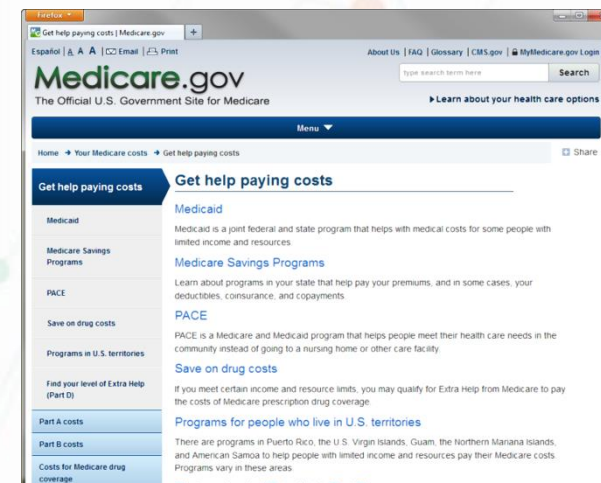 Firefox
Get help paying costs | Medicare.gov
+
Español | A A A | Email | Print
About Us | FAQ | Glossary | CMS.gov | MyMedicare.gov Login
Medicare.gov
type search term here
Search
The Official U.S. Government Site for Medicare
Learn about your health care options
Menu
Home → Your Medicare costs → Get help paying costs
Share
Get help paying costs
Medicaid
Medicare Savings
Programs
PACE
Save on drug costs
Programs in U.S. territories
Find your level of Extra Help
(Part D)
Part A costs
Part B costs
Costs for Medicare drug
coverage
Get help paying costs
Medicaid
Medicaid is a joint federal and state program that helps with medical costs for some people with
limited income and resources.
Medicare Savings Programs
Learn about programs in your state that help pay your premiums, and in some cases, your
deductibles, coinsurance, and copayments.
PACE
PACE is a Medicare and Medicaid program that helps people meet their health care needs in the
community instead of going to a nursing home or other care facility.
Save on drug costs
If you meet certain income and resource limits, you may qualify for Extra Help from Medicare to pay
the costs of Medicare prescription drug coverage.
Programs for people who live in U.S. territories
There are programs in Puerto Rico, the U.S. Virgin Islands, Guam, the Northern Mariana Islands,
and American Samoa to help people with limited income and resources pay their Medicare costs.
Programs vary in these areas.